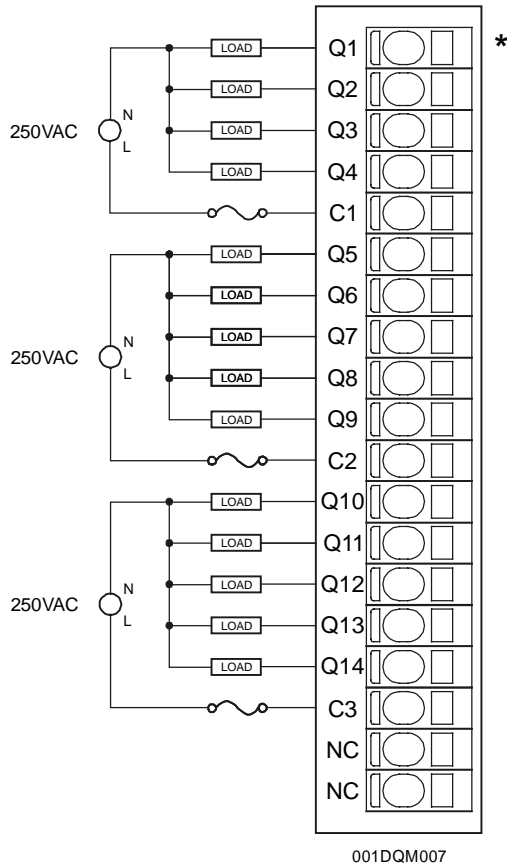 LOAD Q1 *
LOAD Q2
250VAC N LOAD Q3
L
LOAD Q4
C1
LOAD Q5
LOAD Q6
N LOAD Q7
250VAC
L LOAD Q8
LOAD Q9
C2
LOAD Q10
LOAD Q11
N LOAD Q12
250VAC
L LOAD Q13
LOAD Q14
C3
NC
NC
001DQM007